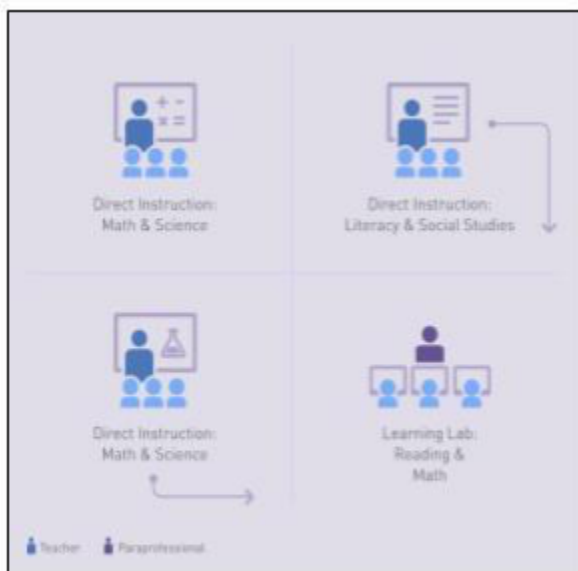 Direct Instruction:
Math & Science
Direct Instruction:
Literacy & Social Studies
Direct Instruction:
Math & Science
Learning Lab:
Reading &
Math
Teacher
Paraprofessional